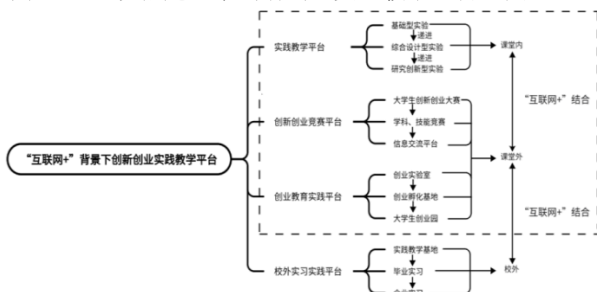 实践教学平台
基础型实验
递进
综合设计型实验
递进
研究创新型实验
课堂内
"互联网+"结合
创新创业竞赛平台
大学生创新创业大赛
学科、技能竞赛
信息交流平台
"互联网+"背景下创新创业实践教学平台
课堂外
创业教育实践平台
创业实验室
创业孵化基地
大学生创业园
"互联网+"结合
校外实习实践平台
实践教学基地
毕业实习
校外